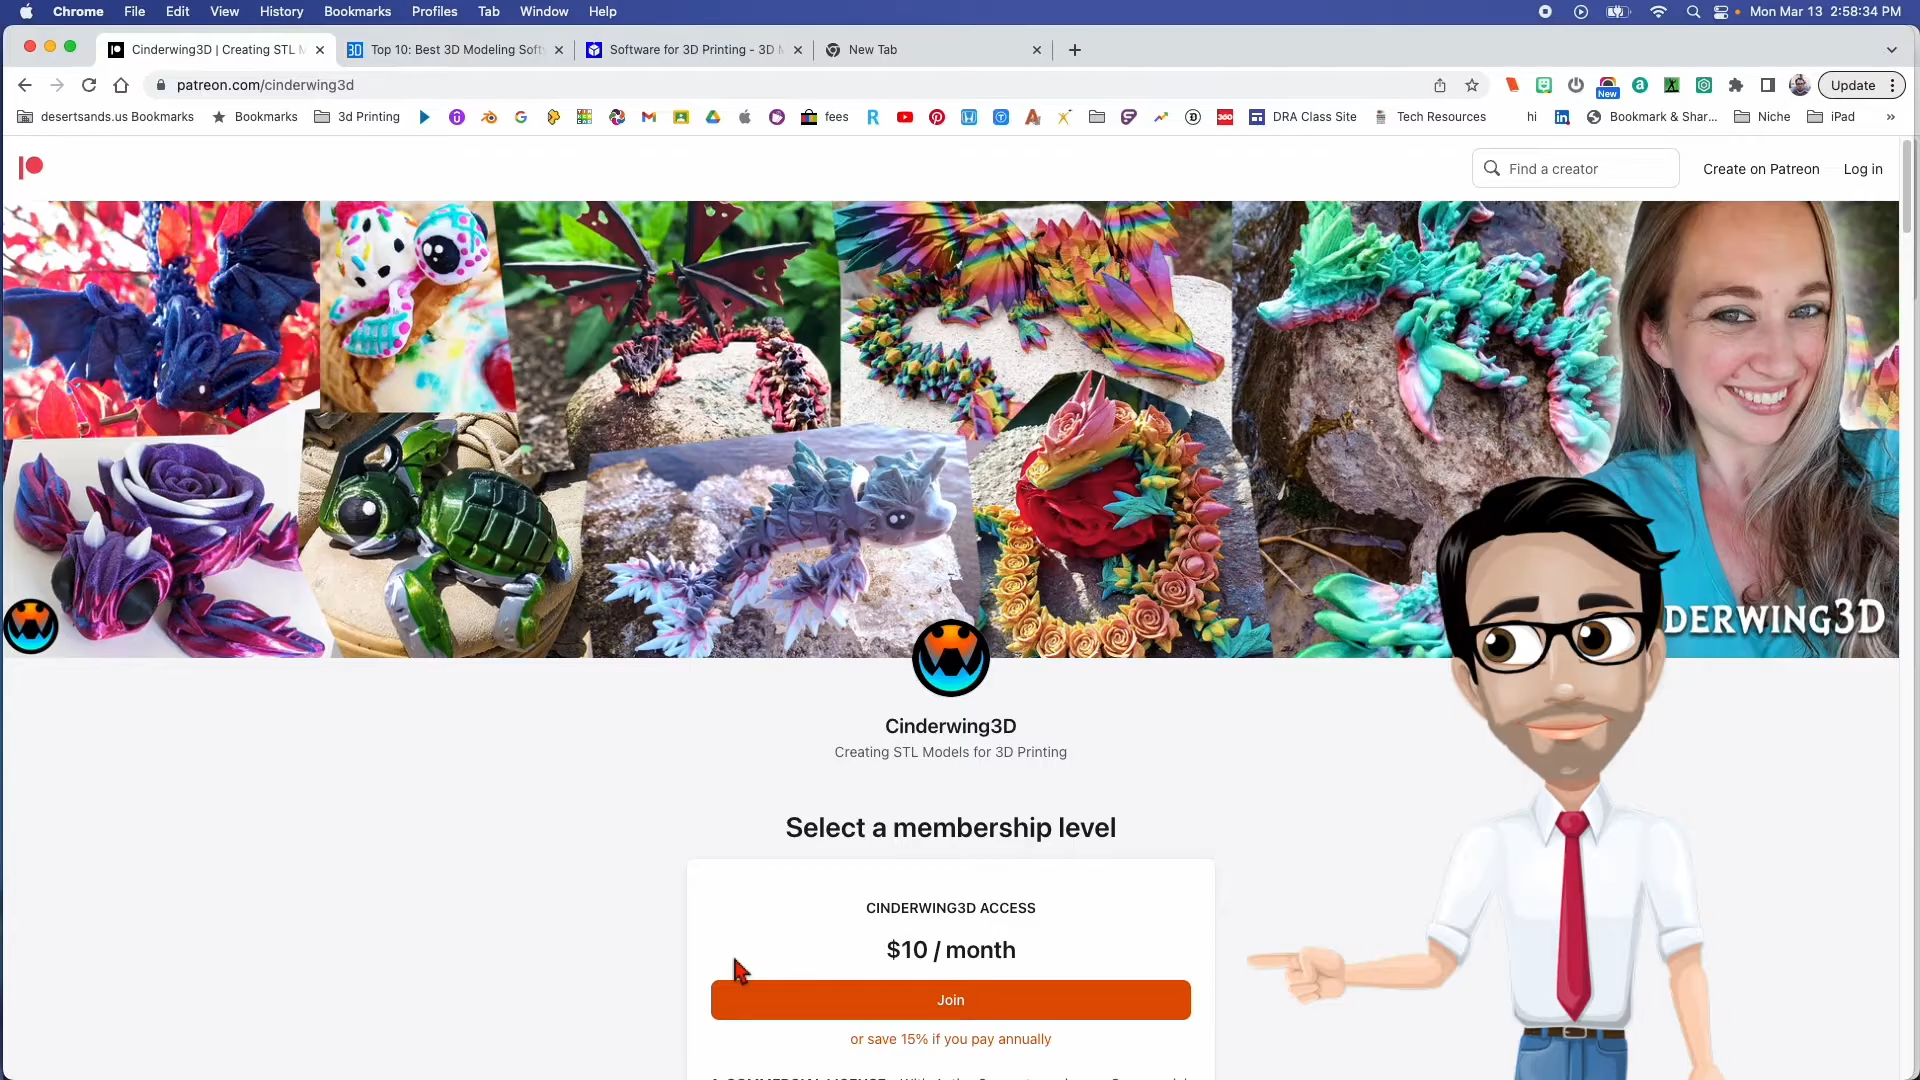 Chrome File Edit View History Bookmarks Profiles Tab Window Help Mon Mar 13 2:58:34 PM
Cinderwing3D | Creating STL M Top 10: Best 3D Modeling Soft Software for 3D Printing - 3D M New Tab
patreon.com/cinderwing3d New Update
desertsands.us Bookmarks Bookmarks 3d Printing fees DRA Class Site Tech Resources hi Bookmark & Shar... Niche iPad »
Find a creator Create on Patreon Log in
DERWING3D
Cinderwing3D
Creating STL Models for 3D Printing
Select a membership level
CINDERWING3D ACCESS
$10 / month
Join
or save 15% if you pay annually